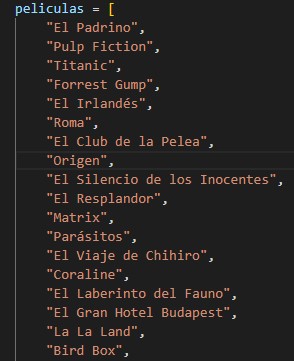 peliculas = [
"El Padrino",
"Pulp Fiction",
"Titanic",
"Forrest Gump",
"El Irlandés",
"Roma",
"El Club de la Pelea",
"Origen",
"El Silencio de los Inocentes",
"El Resplandor",
"Matrix",
"Parásitos",
"El Viaje de Chihiro",
"Coraline",
"El Laberinto del Fauno",
"El Gran Hotel Budapest",
"La La Land",
"Bird Box",